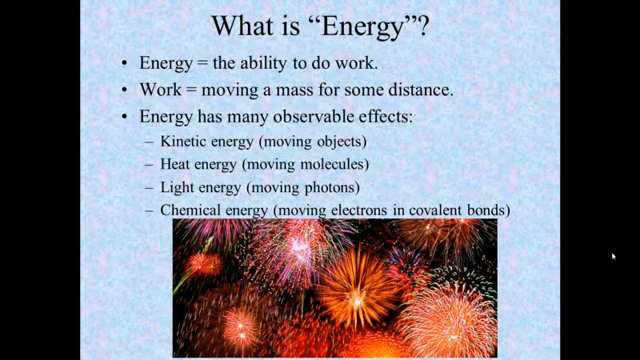 What is “Energy”?
• Energy = the ability to do work.
• Work = moving a mass for some distance.
• Energy has many observable effects:
– Kinetic energy (moving objects)
– Heat energy (moving molecules)
– Light energy (moving photons)
– Chemical energy (moving electrons in covalent bonds)